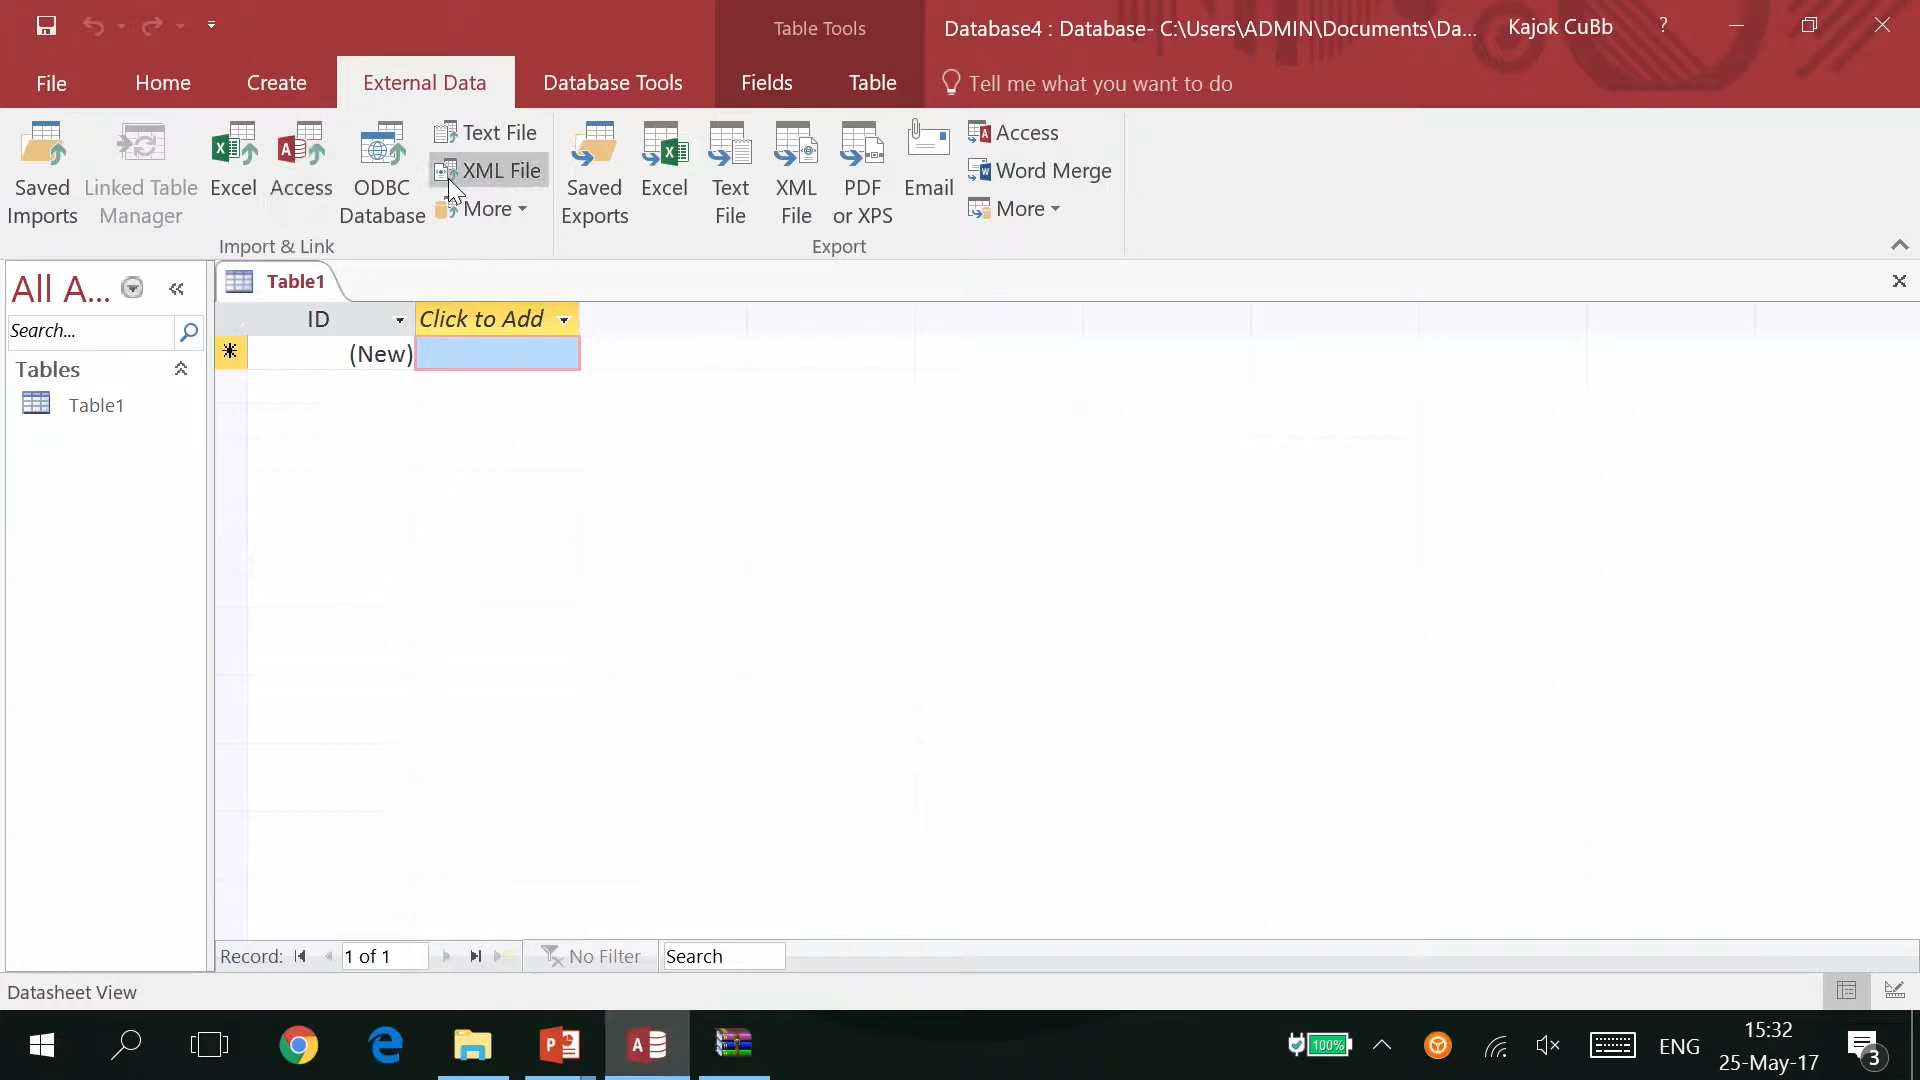 Table Tools
Database4 : Database- C:\Users\ADMIN\Documents\Da...
Kajok CuBb
?
File
Home
Create
External Data
Database Tools
Fields
Table
Tell me what you want to do
Saved
Imports
Linked Table
Manager
Excel
Access
ODBC
Database
Text File
XML File
More
Import & Link
Saved
Exports
Excel
Text
File
XML
File
PDF
or XPS
Email
Access
Word Merge
More
Export
All A...
Search...
Tables
Table1
Table1
ID
Click to Add
(New)
Record:
1 of 1
No Filter
Search
Datasheet View
100%
ENG
15:32
25-May-17
3